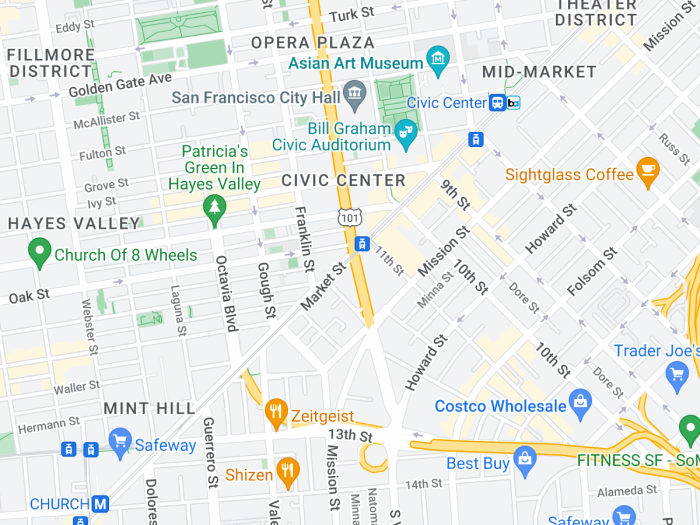 Eddy St
Turk St
THEATER
DISTRICT
Mission St
OPERA PLAZA
FILLMORE
DISTRICT
Asian Art Museum
MID-MARKET
Golden Gate Ave
San Francisco City Hall
Civic Center
McAllister St
Bill Graham
Civic Auditorium
Russ St
Fulton St
Patricia's
Green In
Hayes Valley
Sightglass Coffee
Grove St
CIVIC CENTER
9th St
Ivy St
HAYES VALLEY
101
Franklin St
Howard St
Mission St
Church Of 8 Wheels
11th St
Folsom St
Octavia Blvd
Gough St
Market St
10th St
Minna St
Dore St
Oak St
Laguna St
Webster St
Howard St
10th St
Trader Joe's
Waller St
Dore St
MINT HILL
Zeitgeist
Costco Wholesale
Hermann St
Guerrero St
13th St
Safeway
Mission St
Best Buy
FITNESS SF - SoM
Shizen
14th St
Alameda St
CHURCH M
Dolores
Vale
Minna
Natoma
S V
Safeway